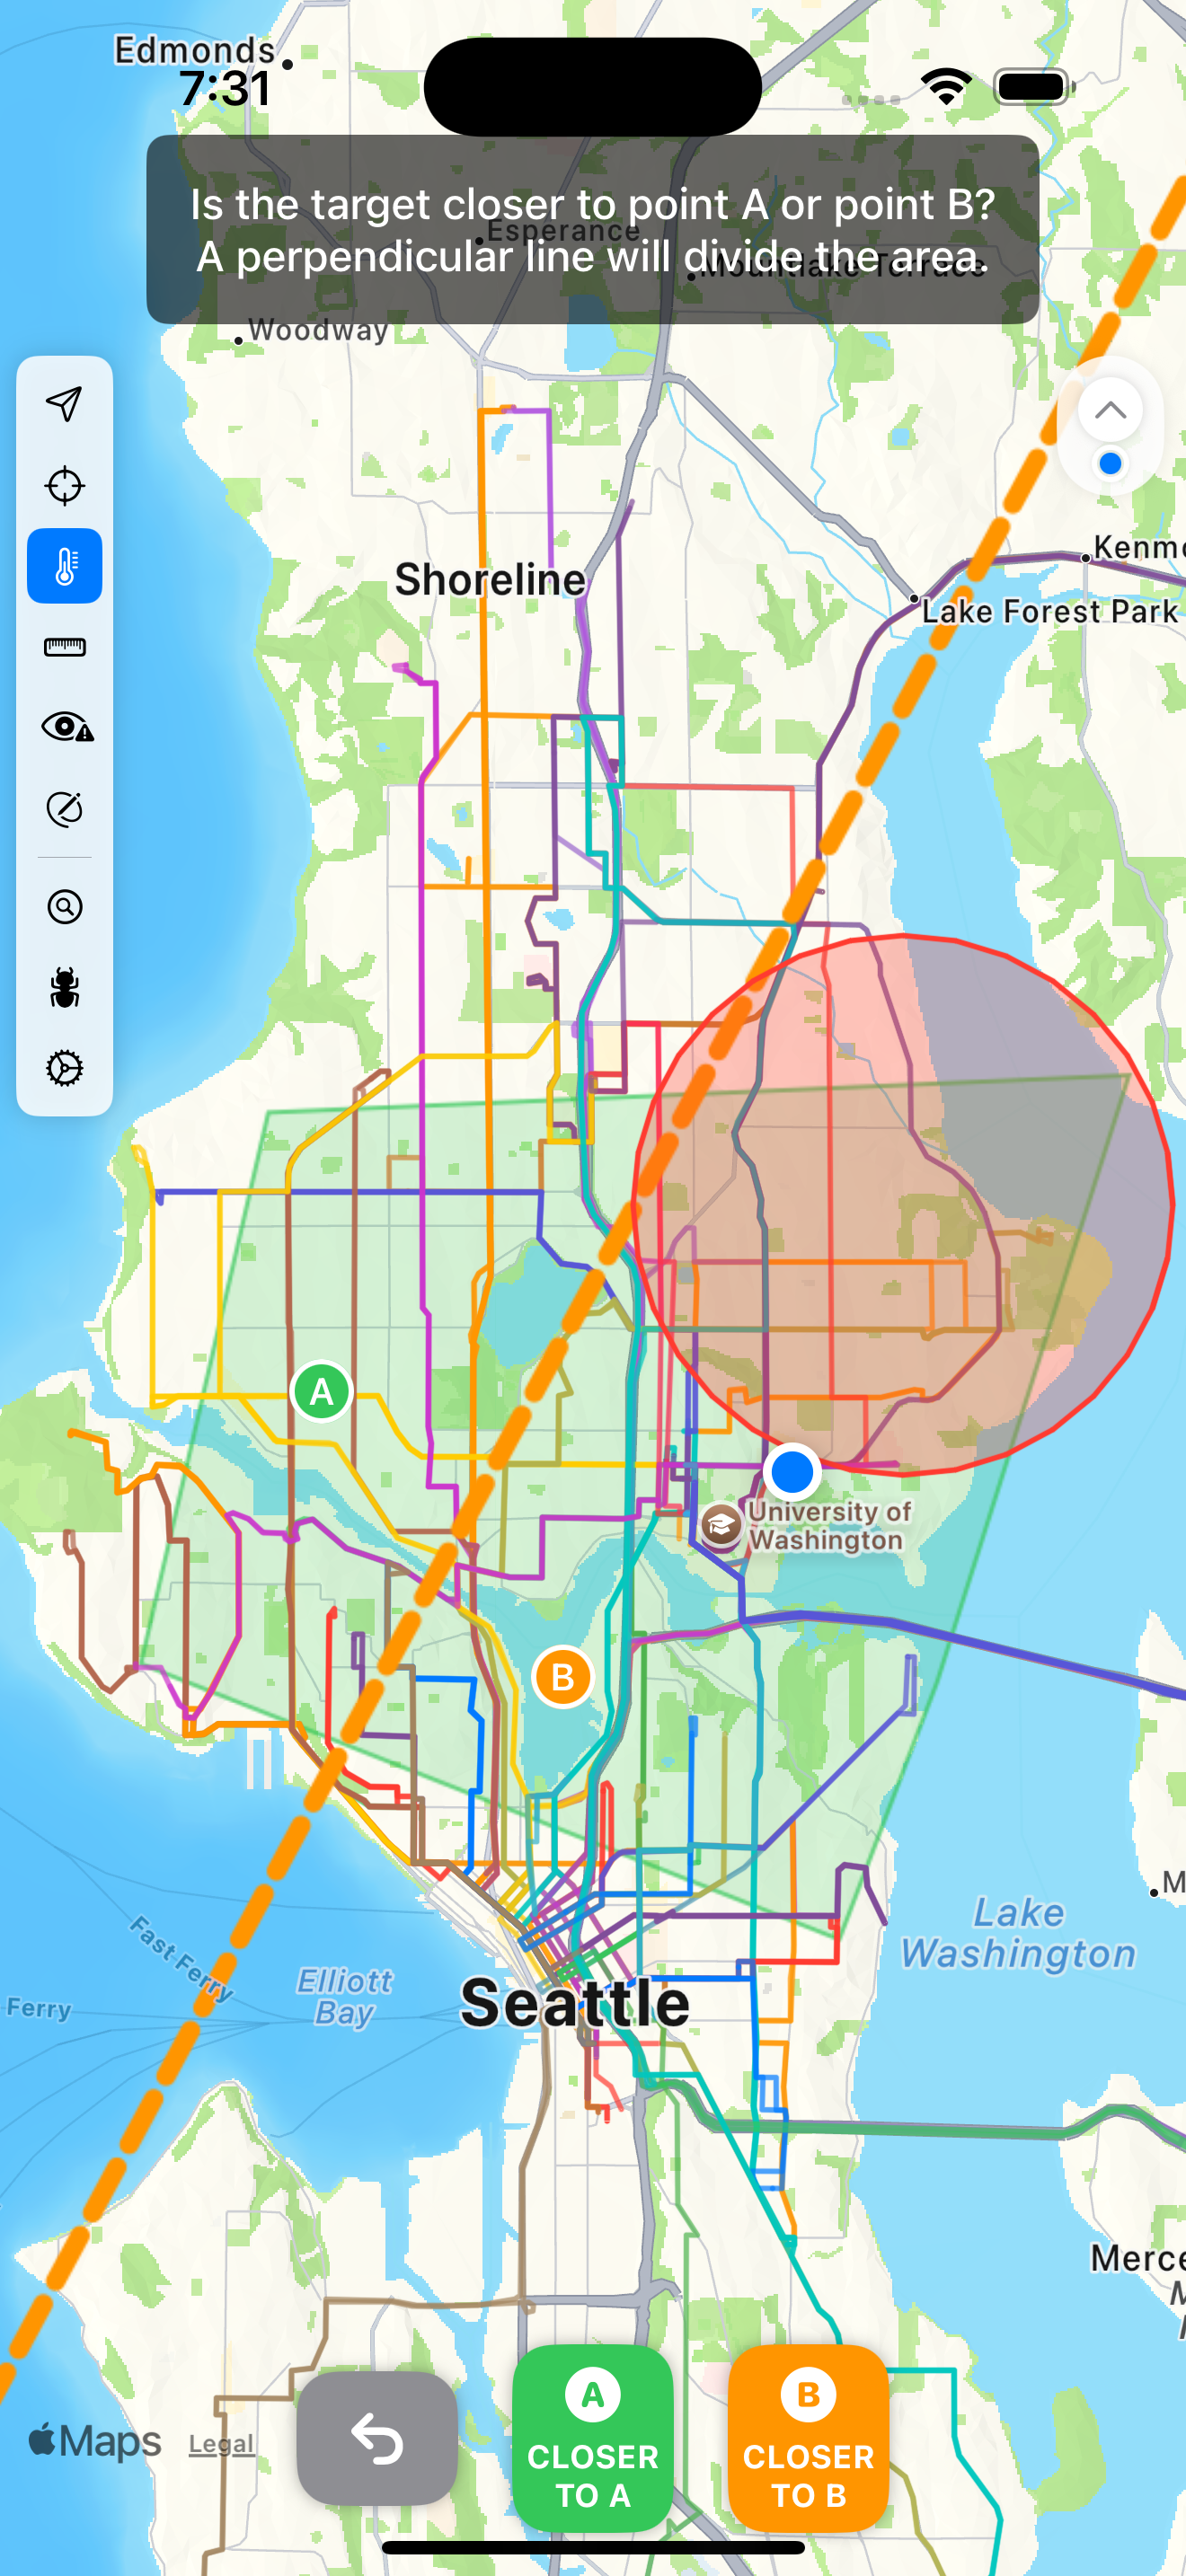 Edmonds
7:31
Is the target closer to point A or point B?
Esperance
A perpendicular line will divide the area.
Mountlake Terrace
Woodway
Shoreline
Kenm
Lake Forest Park
A
University of
Washington
B
Lake
Washington
M
Fast Ferry
Ferry
Elliott
Bay
Seattle
Merce
M
A
CLOSER
TO A
B
CLOSER
TO B
Maps
Legal